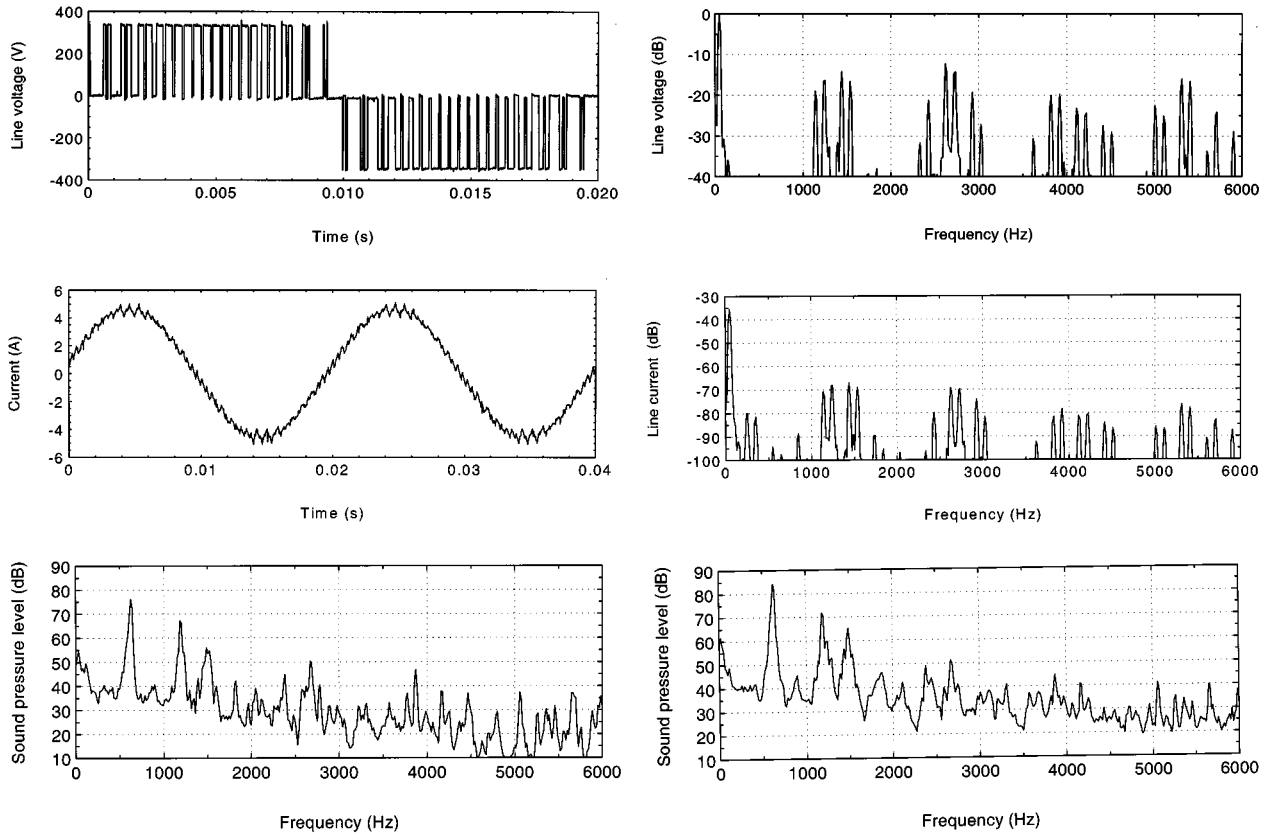 Line voltage (V)
400
200
0
-200
-400
0 0.005 0.010 0.015 0.020
Time (s)
Line voltage (dB)
0
-10
-20
-30
-40
0 1000 2000 3000 4000 5000 6000
Frequency (Hz)
Current (A)
6
4
2
0
-2
-4
-6
0 0.01 0.02 0.03 0.04
Time (s)
Line current (dB)
-30
-40
-50
-60
-70
-80
-90
-100
0 1000 2000 3000 4000 5000 6000
Frequency (Hz)
Sound pressure level (dB)
90
80
70
60
50
40
30
20
10
0 1000 2000 3000 4000 5000 6000
Frequency (Hz)
Sound pressure level (dB)
90
80
70
60
50
40
30
20
10
0 1000 2000 3000 4000 5000 6000
Frequency (Hz)